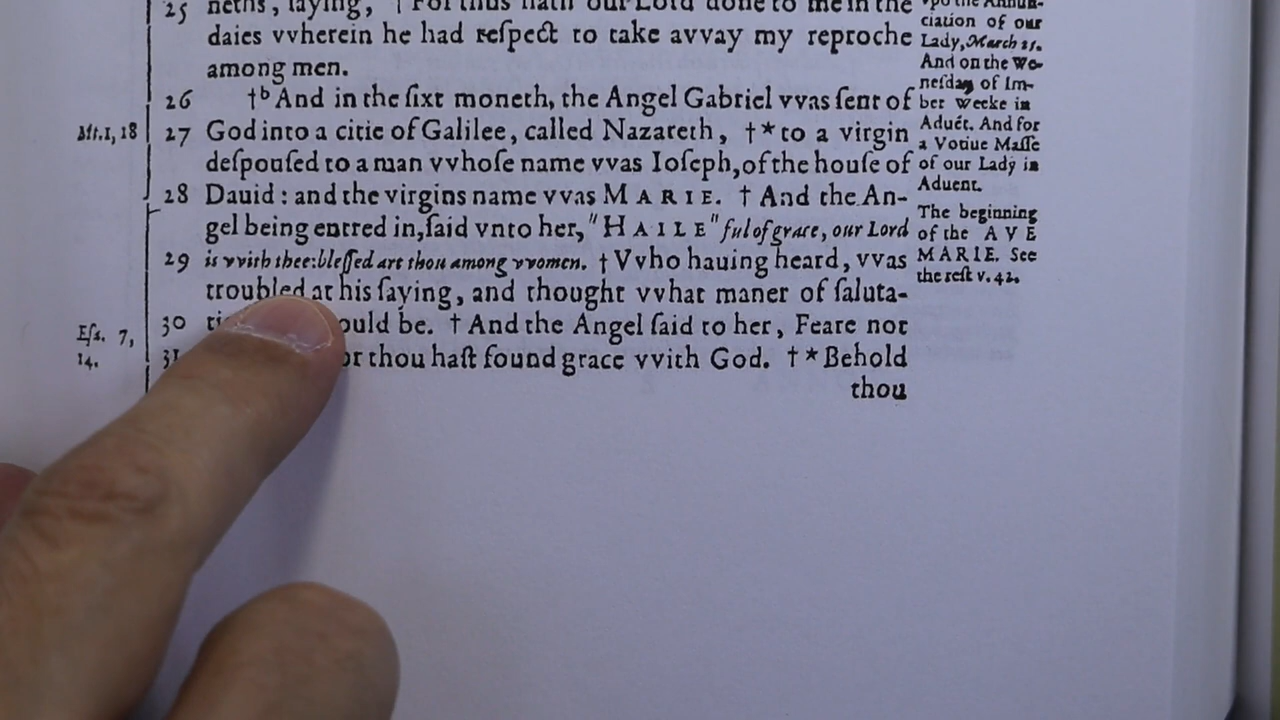 25 neths, saying, † For thus hath our Lord done to me in the
daies vvherein he had reſpect to take avvay my reproche
among men.
26 †b And in the ſixt moneth, the Angel Gabriel vvas ſent of
27 God into a citie of Galilee, called Nazareth, †* to a virgin
deſpouſed to a man vvhoſe name vvas Ioſeph, of the houſe of
28 Dauid: and the virgins name vvas MARIE. † And the An-
gel being entred in, ſaid vnto her, "HAILE" ful of grace, our Lord
29 is vvith thee: bleſſed art thou among vvomen. † Vvho hauing heard, vvas
troubled at his ſaying, and thought vvhat maner of ſaluta-
30 ould be. † And the Angel ſaid to her, Feare not
31 or thou haſt found grace vvith God. †* Behold
thou
1, 18
Eſa. 7,
14.
vpō the Annun-
ciation of our
Lady, March 25.
And on the We-
neſday of Im-
ber weeke in
Aduēt. And for
a Votiue Maſſe
of our Lady in
Aduent.
The beginning
of the AVE
MARIE. See
the reſt v. 42.